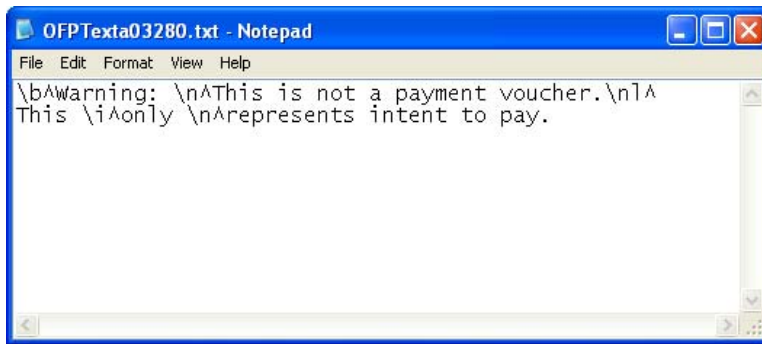 OFPTexta03280.txt - Notepad
File Edit Format View Help
\b^Warning: \n^This is not a payment voucher.\nl^
This \i^only \n^represents intent to pay.